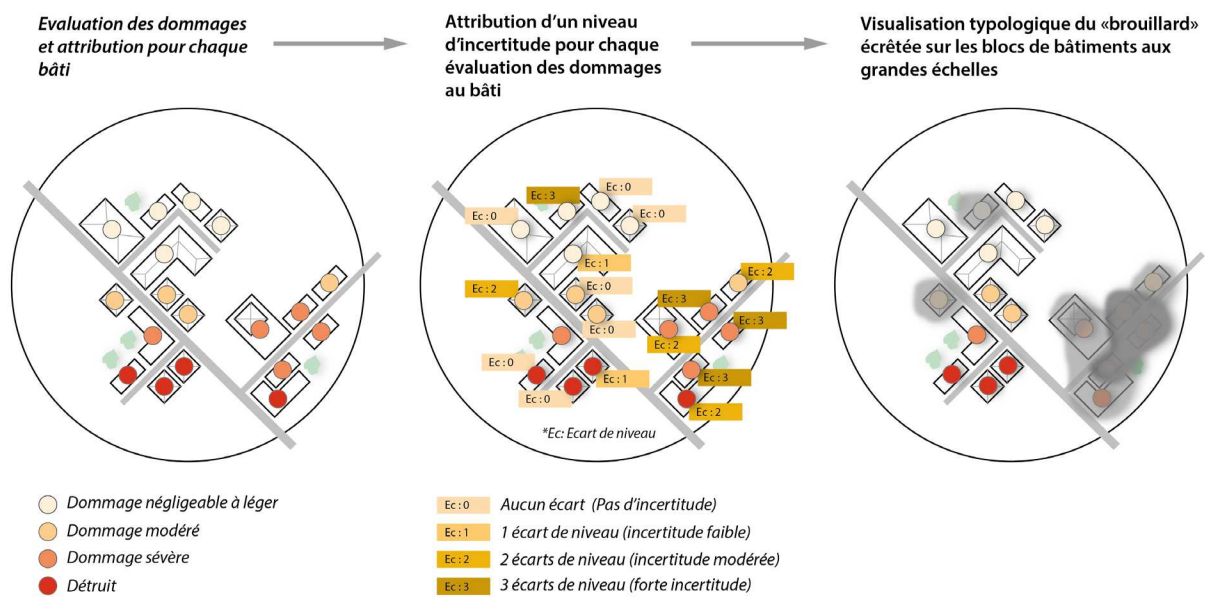 Evaluation des dommages
et attribution pour chaque
bâti
Attribution d'un niveau
d'incertitude pour chaque
évaluation des dommages
au bâti
Visualisation typologique du «brouillard»
écrêtée sur les blocs de bâtiments aux
grandes échelles
Ec : 0
Ec : 3
Ec : 0
Ec : 0
Ec : 1
Ec : 2
Ec : 2
Ec : 0
Ec : 3
Ec : 3
Ec : 0
Ec : 2
Ec : 0
Ec : 1
Ec : 3
Ec : 0
Ec : 2
*Ec: Ecart de niveau
Dommage négligeable à léger
Dommage modéré
Dommage sévère
Détruit
Ec : 0 Aucun écart (Pas d'incertitude)
Ec : 1 1 écart de niveau (incertitude faible)
Ec : 2 2 écarts de niveau (incertitude modérée)
Ec : 3 3 écarts de niveau (forte incertitude)